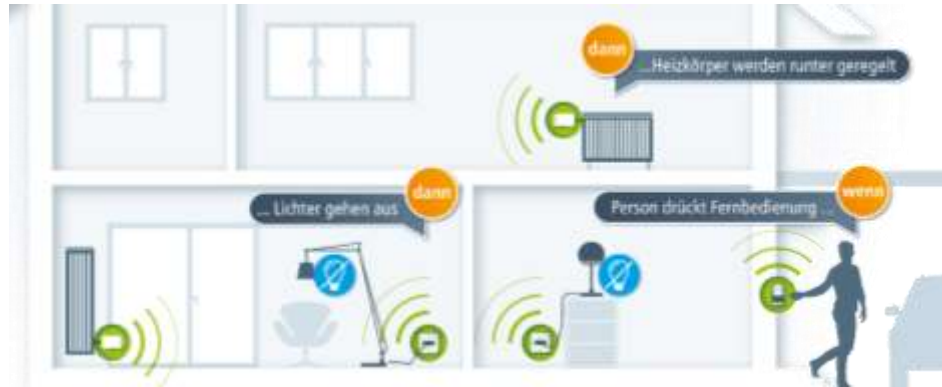 dann
...Heizkörper werden runter geregelt
dann
... Lichter gehen aus
wenn
Person drückt Fernbedienung ...